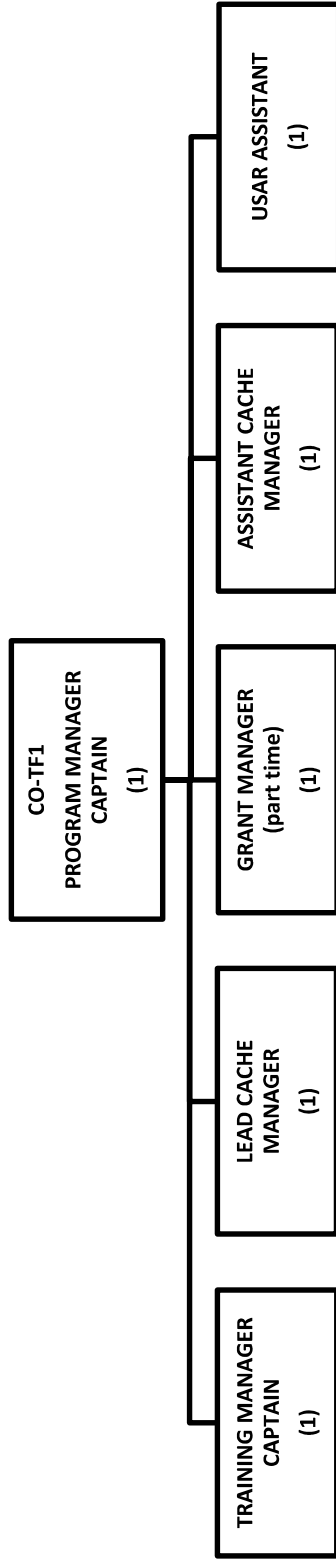 CO-TF1
PROGRAM MANAGER
CAPTAIN
(1)
TRAINING MANAGER
CAPTAIN
(1)
LEAD CACHE
MANAGER
(1)
GRANT MANAGER
(part time)
(1)
ASSISTANT CACHE
MANAGER
(1)
USAR ASSISTANT
(1)